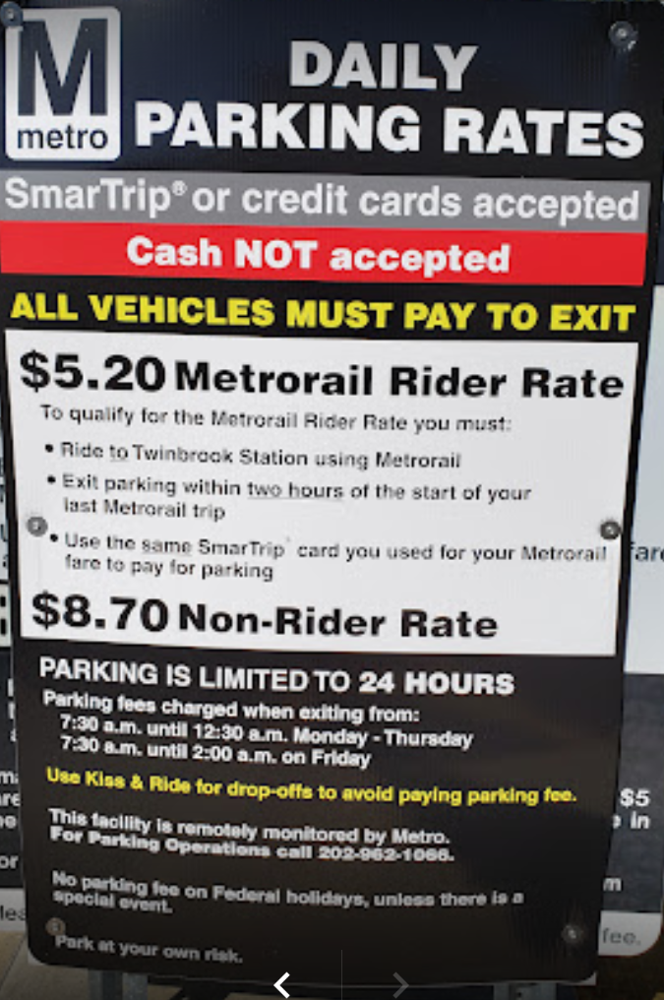 M
metro
DAILY
PARKING RATES
SmarTrip® or credit cards accepted
Cash NOT accepted
ALL VEHICLES MUST PAY TO EXIT
$5.20 Metrorail Rider Rate
To qualify for the Metrorail Rider Rate you must:
• Ride to Twinbrook Station using Metrorail
• Exit parking within two hours of the start of your
last Metrorail trip
• Use the same SmarTrip® card you used for your Metrorail
fare to pay for parking
$8.70 Non-Rider Rate
PARKING IS LIMITED TO 24 HOURS
Parking fees charged when exiting from:
7:30 a.m. until 12:30 a.m. Monday - Thursday
7:30 a.m. until 2:00 a.m. on Friday
Use Kiss & Ride for drop-offs to avoid paying parking fee.
This facility is remotely monitored by Metro.
For Parking Operations call 202-962-1066.
No parking fee on Federal holidays, unless there is a
special event.
Park at your own risk.
$5
in
fee.